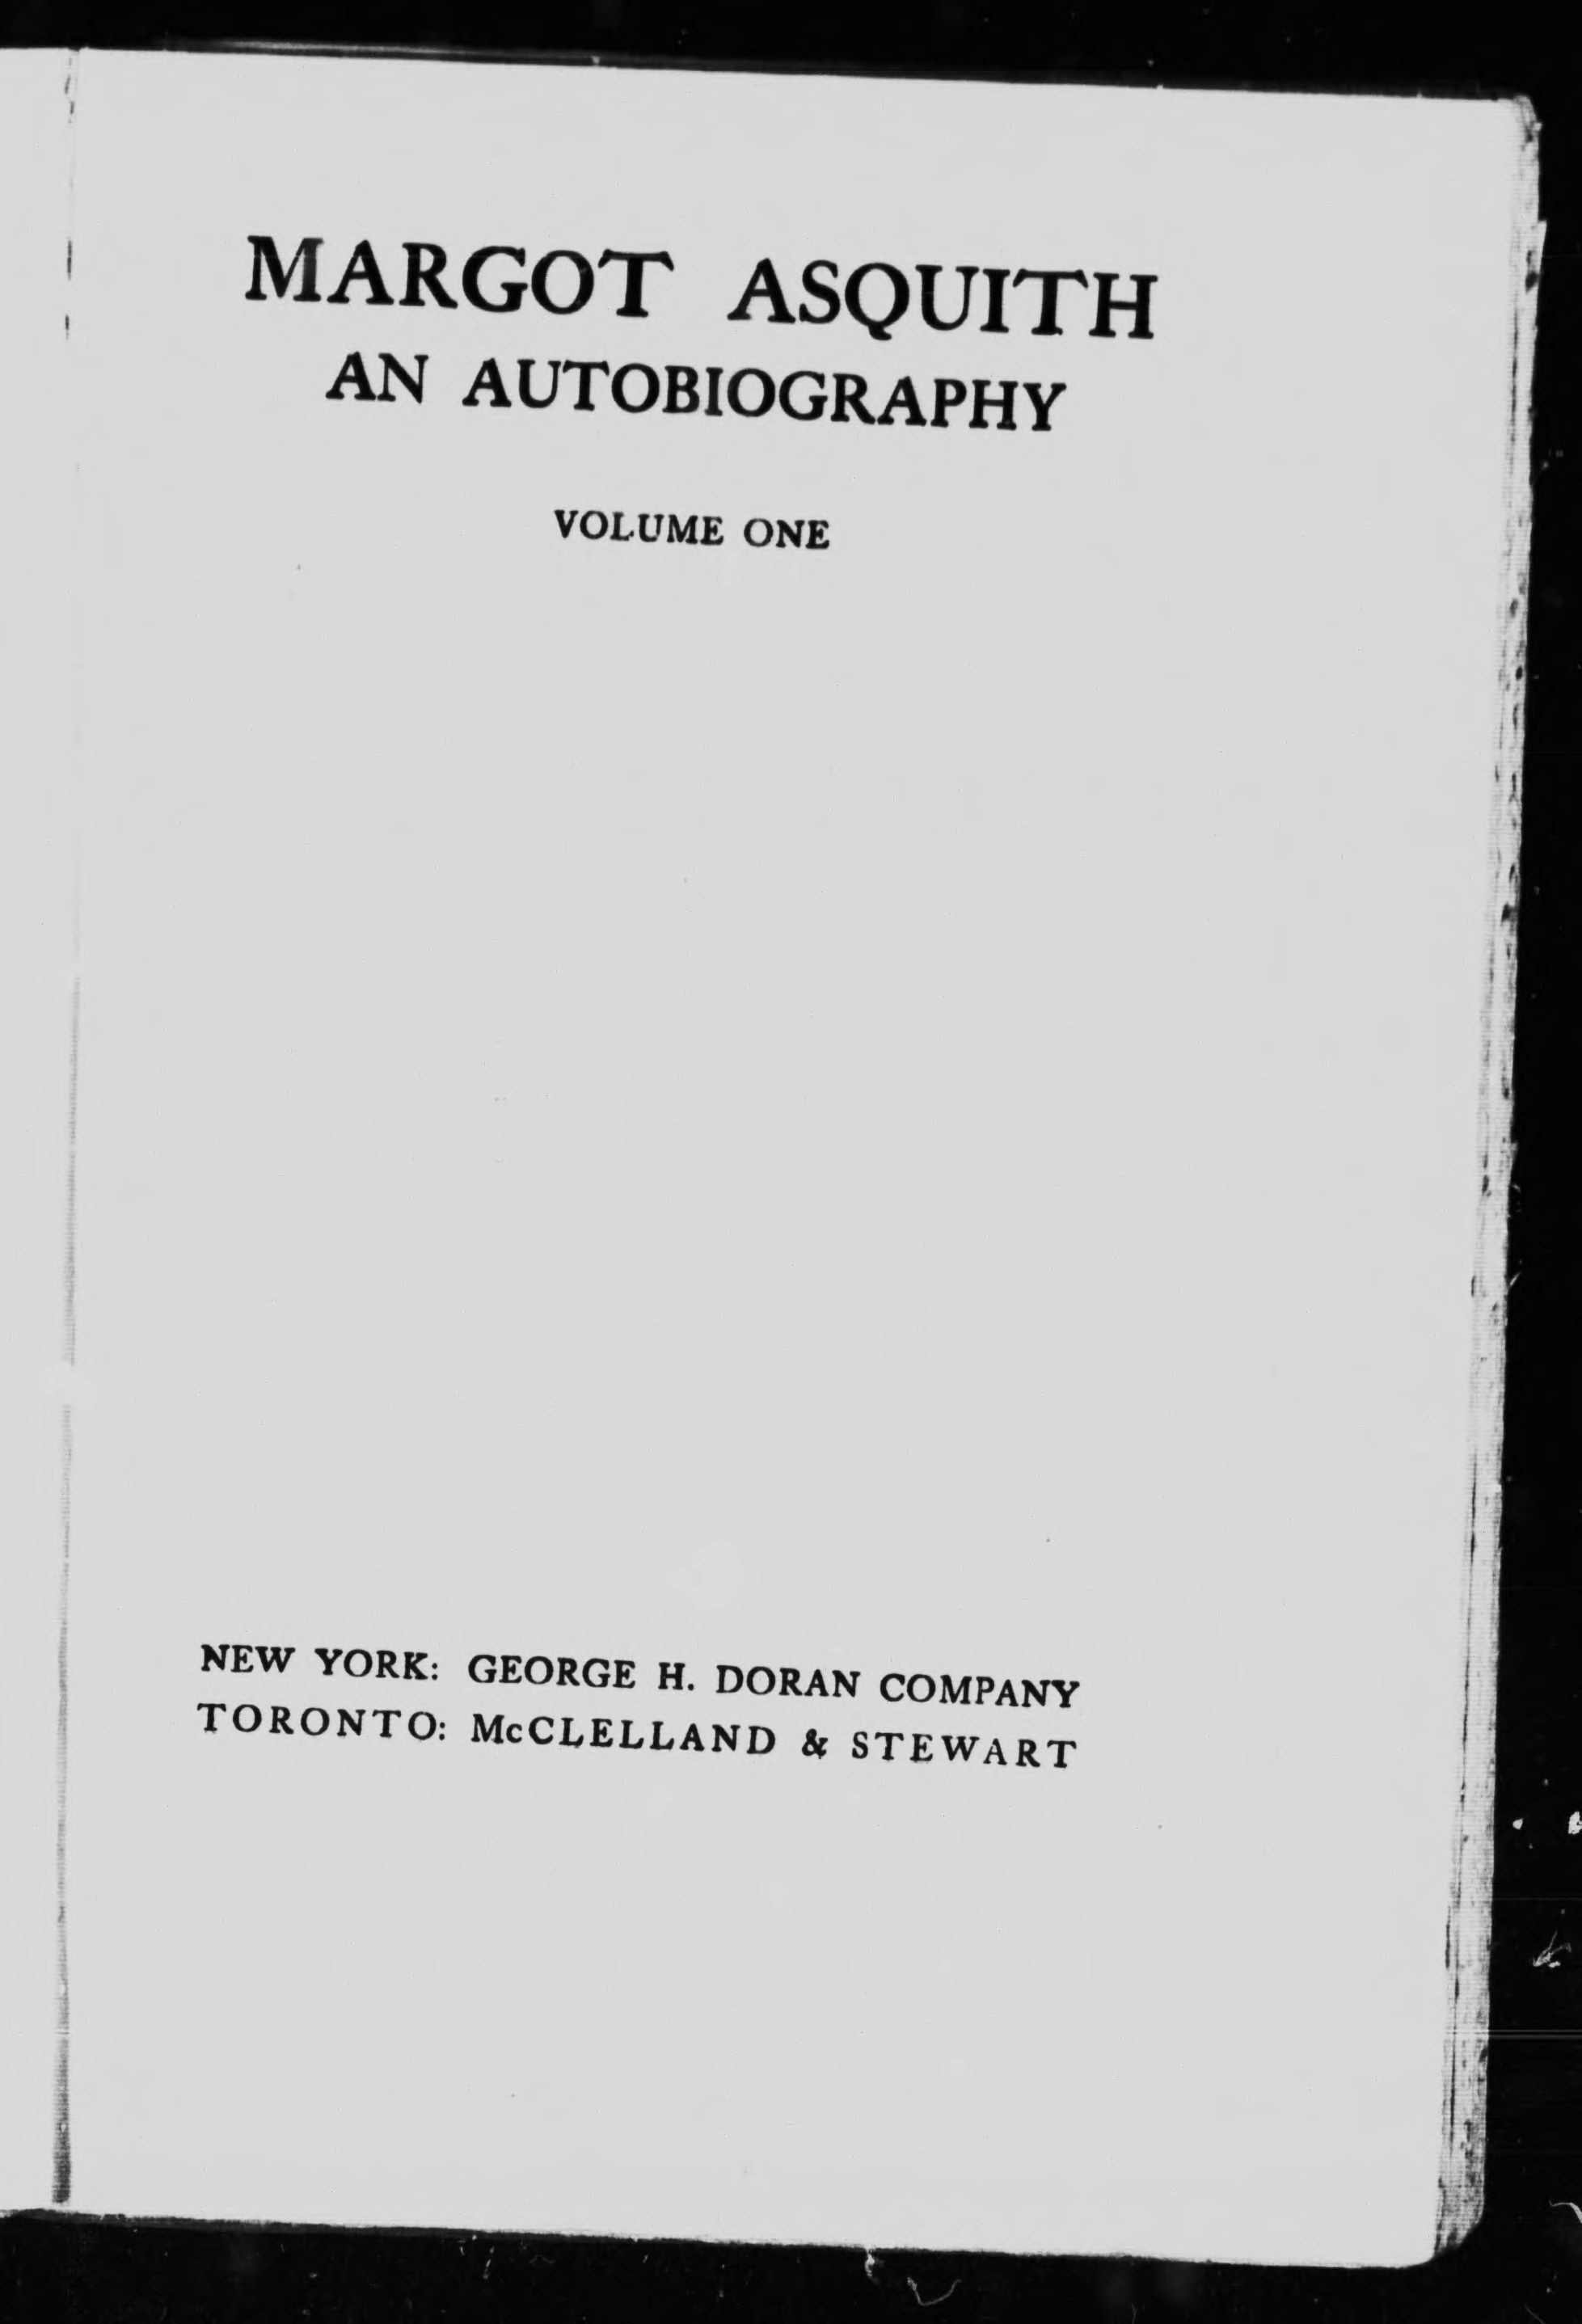 MARGOT ASQUITH
AN AUTOBIOGRAPHY
VOLUME ONE
NEW YORK: GEORGE H. DORAN COMPANY
TORONTO: McCLELLAND & STEWART